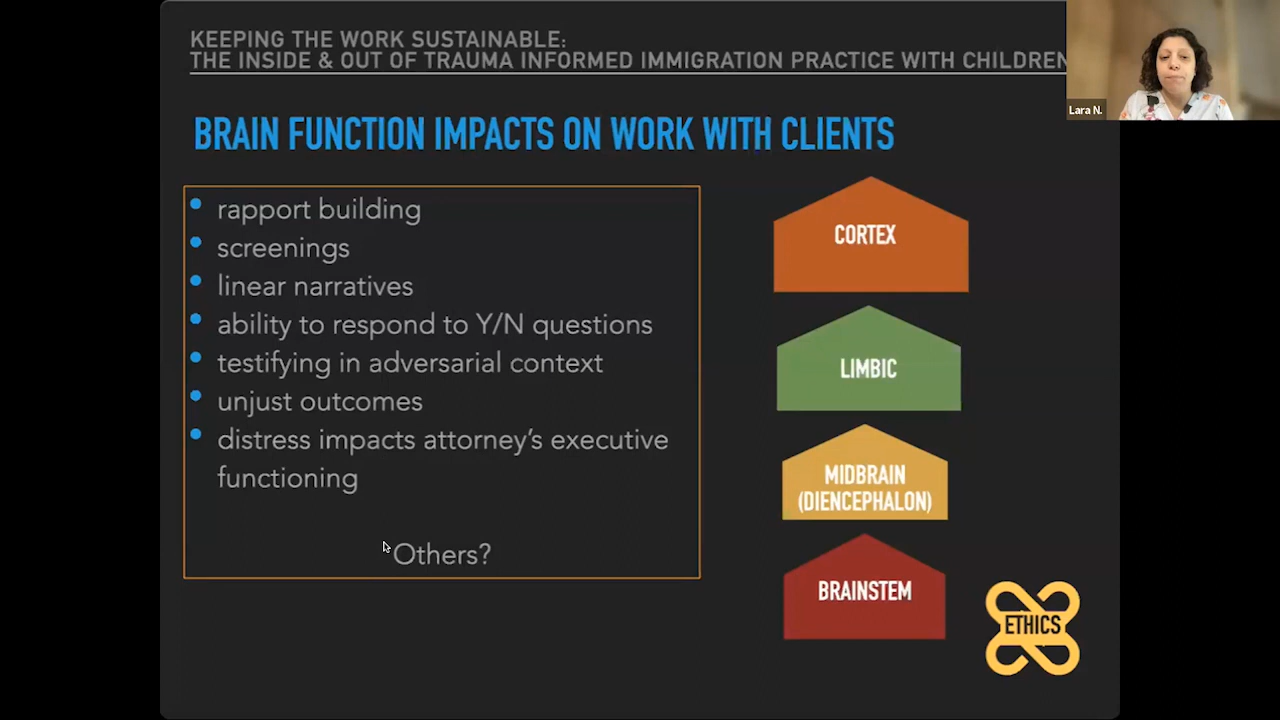 KEEPING THE WORK SUSTAINABLE:
THE INSIDE & OUT OF TRAUMA INFORMED IMMIGRATION PRACTICE WITH CHILDREN
Lara N.
BRAIN FUNCTION IMPACTS ON WORK WITH CLIENTS
rapport building
screenings
linear narratives
ability to respond to Y/N questions
testifying in adversarial context
unjust outcomes
distress impacts attorney’s executive
functioning
Others?
CORTEX
LIMBIC
MIDBRAIN
(DIENCEPHALON)
BRAINSTEM
ETHICS